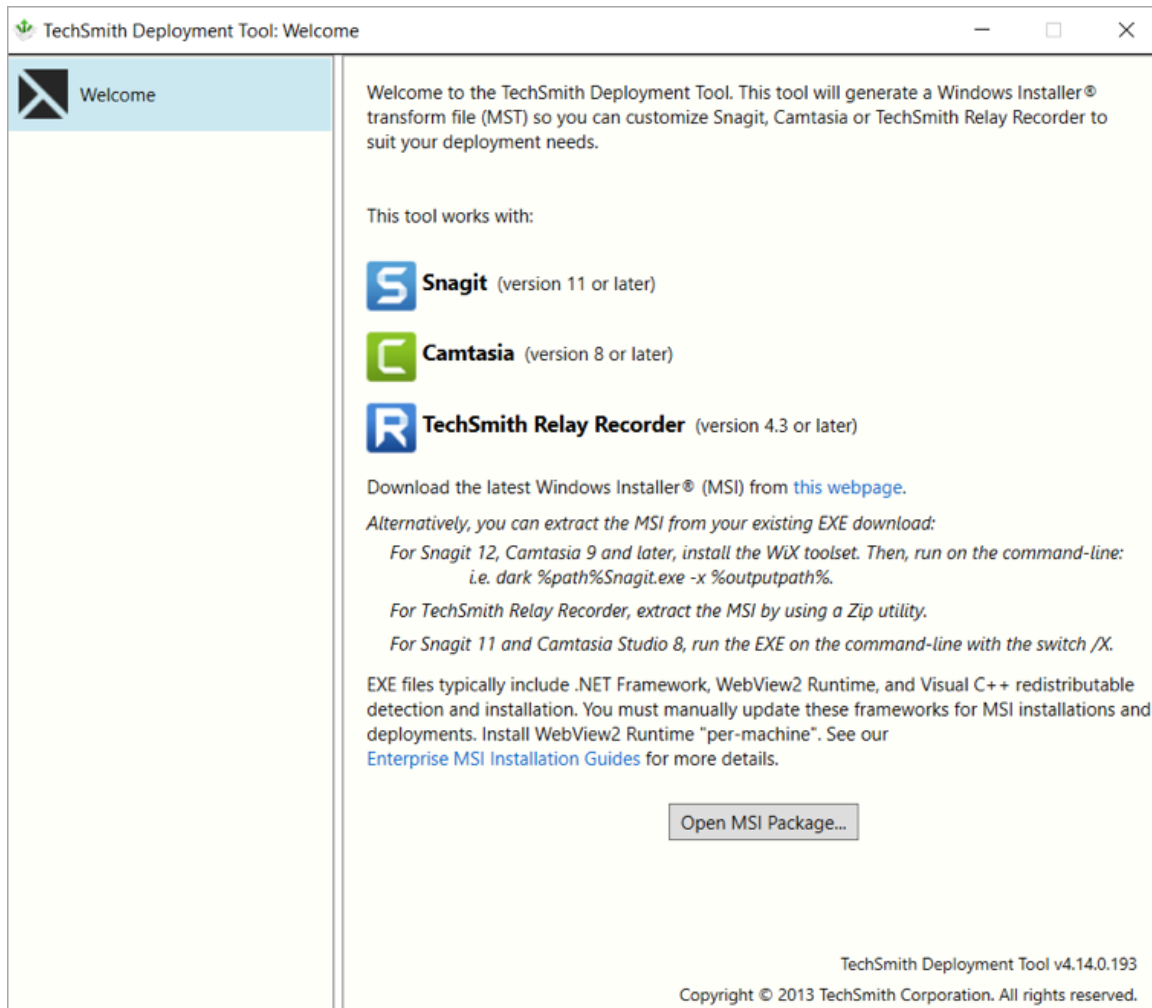 TechSmith Deployment Tool: Welcome
Welcome
Welcome to the TechSmith Deployment Tool. This tool will generate a Windows Installer®
transform file (MST) so you can customize Snagit, Camtasia or TechSmith Relay Recorder to
suit your deployment needs.
This tool works with:
Snagit (version 11 or later)
Camtasia (version 8 or later)
TechSmith Relay Recorder (version 4.3 or later)
Download the latest Windows Installer® (MSI) from this webpage.
Alternatively, you can extract the MSI from your existing EXE download:
For Snagit 12, Camtasia 9 and later, install the WiX toolset. Then, run on the command-line:
i.e. dark %path%Snagit.exe -x %outputpath%.
For TechSmith Relay Recorder, extract the MSI by using a Zip utility.
For Snagit 11 and Camtasia Studio 8, run the EXE on the command-line with the switch /X.
EXE files typically include .NET Framework, WebView2 Runtime, and Visual C++ redistributable
detection and installation. You must manually update these frameworks for MSI installations and
deployments. Install WebView2 Runtime "per-machine". See our
Enterprise MSI Installation Guides for more details.
Open MSI Package...
TechSmith Deployment Tool v4.14.0.193
Copyright © 2013 TechSmith Corporation. All rights reserved.